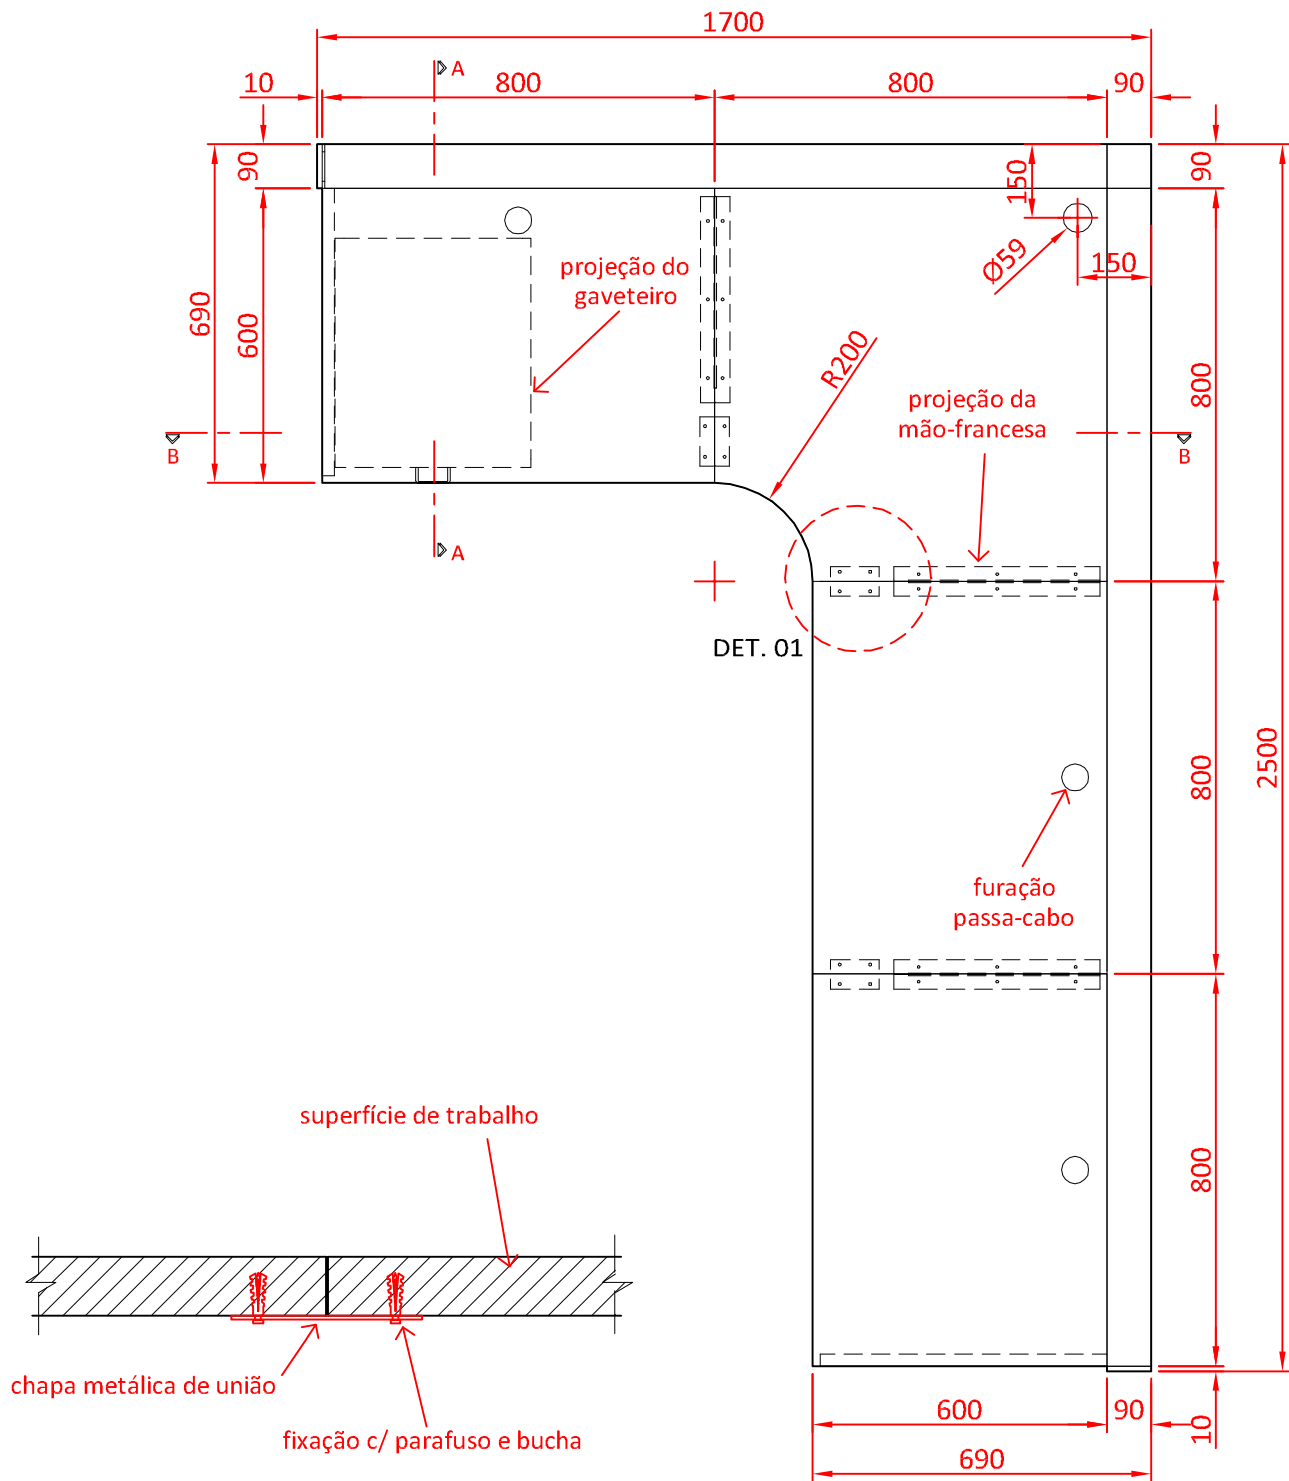 1700
A
10
800
800
90
90
150
90
Ø59
150
projeção do
gaveteiro
690
600
R200
800
projeção da
mão-francesa
B
B
A
DET. 01
2500
800
furação
passa-cabo
superfície de trabalho
800
chapa metálica de união
fixação c/ parafuso e bucha
600
90
10
690